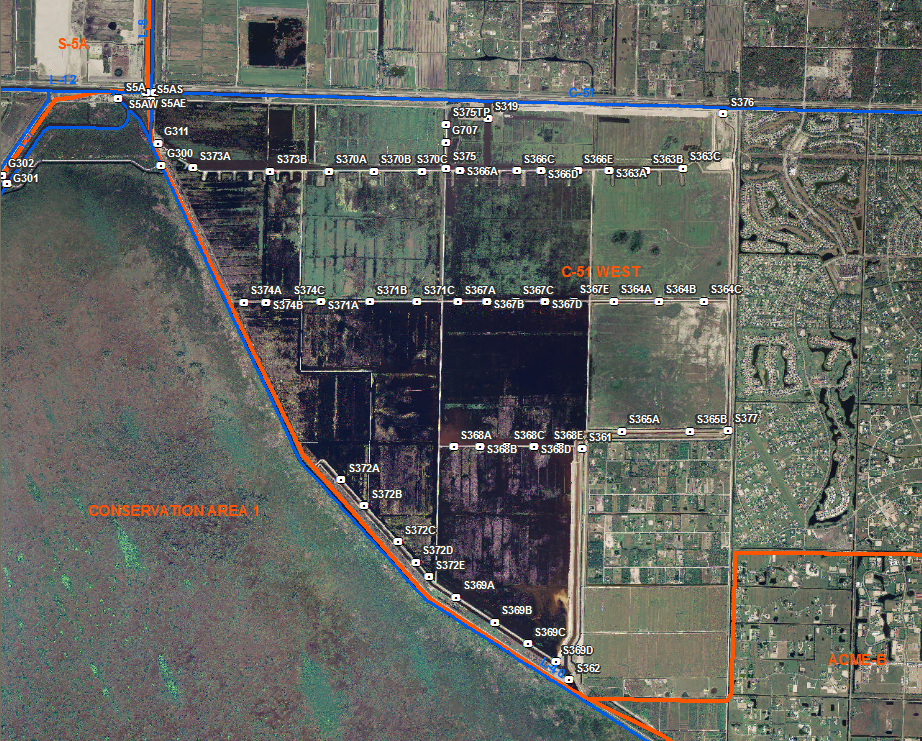 L-8
S-5A
L-12
C-51
S5A
S5AS
S5AW
S5AE
S319
S376
S375TP
G311
G707
G300
G302
G301
S373A
S373B
S370A
S370B
S370C
S375
S366A
S366C
S366D
S366E
S363A
S363B
S363C
C-51 WEST
S374A
S374B
S374C
S371A
S371B
S371C
S367A
S367B
S367C
S367D
S367E
S364A
S364B
S364C
S365A
S365B
S377
S368A
S368B
S368C
S368D
S368E
S361
S372A
S372B
CONSERVATION AREA 1
S372C
S372D
S372E
S369A
S369B
S369C
S369D
S362
ACME-B